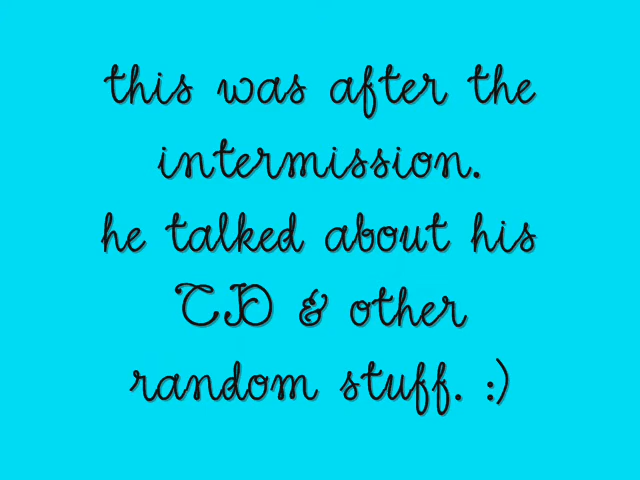 this was after the
intermission.
he talked about his
CD & other
random stuff. :)